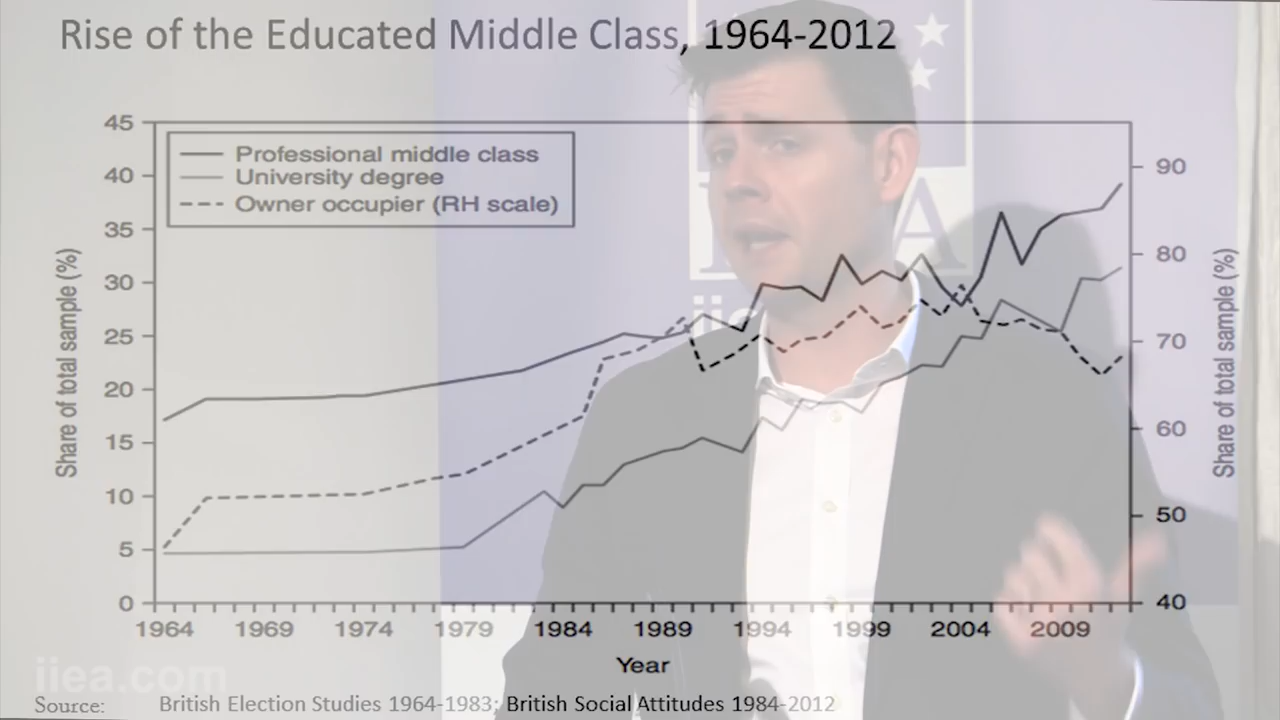 Rise of the Educated Middle Class, 1964-2012
45
40
35
30
25
20
15
10
5
0
Share of total sample (%)
Professional middle class
University degree
Owner occupier (RH scale)
90
80
70
60
50
40
Share of total sample (%)
1964 1969 1974 1979 1984 1989 1994 1999 2004 2009
Year
iiea.com
Source: British Election Studies 1964-1983; British Social Attitudes 1984-2012